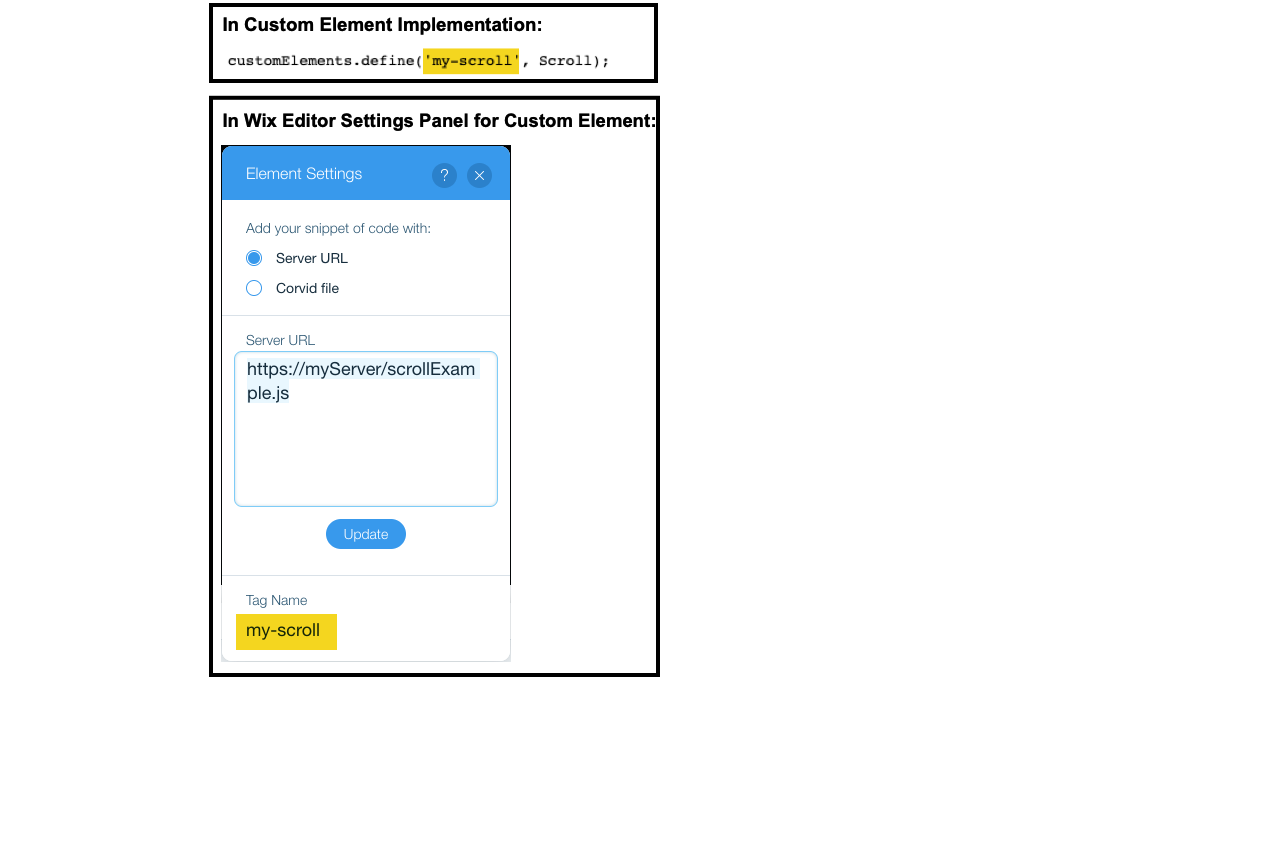 In Custom Element Implementation:
customElements.define('my-scroll', Scroll);
In Wix Editor Settings Panel for Custom Element:
Element Settings
?
Add your snippet of code with:
Server URL
Corvid file
Server URL
https://myServer/scrollExam
ple.js
Update
Tag Name
my-scroll